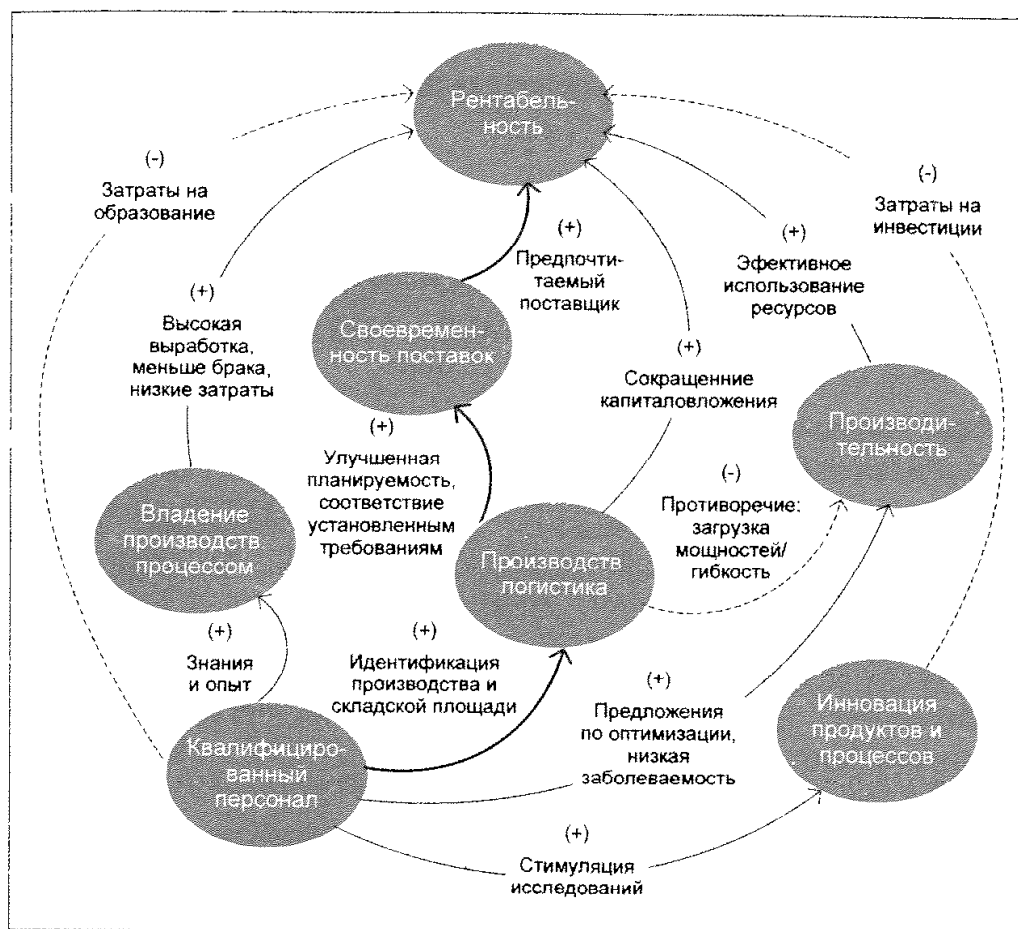 Рентабель-
ность
(-)
Затраты на
образование
(-)
Затраты на
инвестиции
(+)
Предпочти-
таемый
поставщик
(+)
Эфективное
использование
ресурсов
(+)
Высокая
выработка,
меньше брака,
низкие затраты
Своевремен-
ность поставок
(+)
Сокращенние
капиталовложения
Производи-
тельность
(+)
Улучшенная
планируемость,
соответствие
установленным
требованиям
(-)
Противоречие:
загрузка
мощностей/
гибкость
Владение
производств
процессом
Производств
логистика
(+)
Знания
и опыт
(+)
Идентификация
производства и
складской площади
(+)
Предложения
по оптимизации,
низкая
заболеваемость
Инновация
продуктов и
процессов
Квалифициро-
ванный
персонал
(+)
Стимуляция
исследований